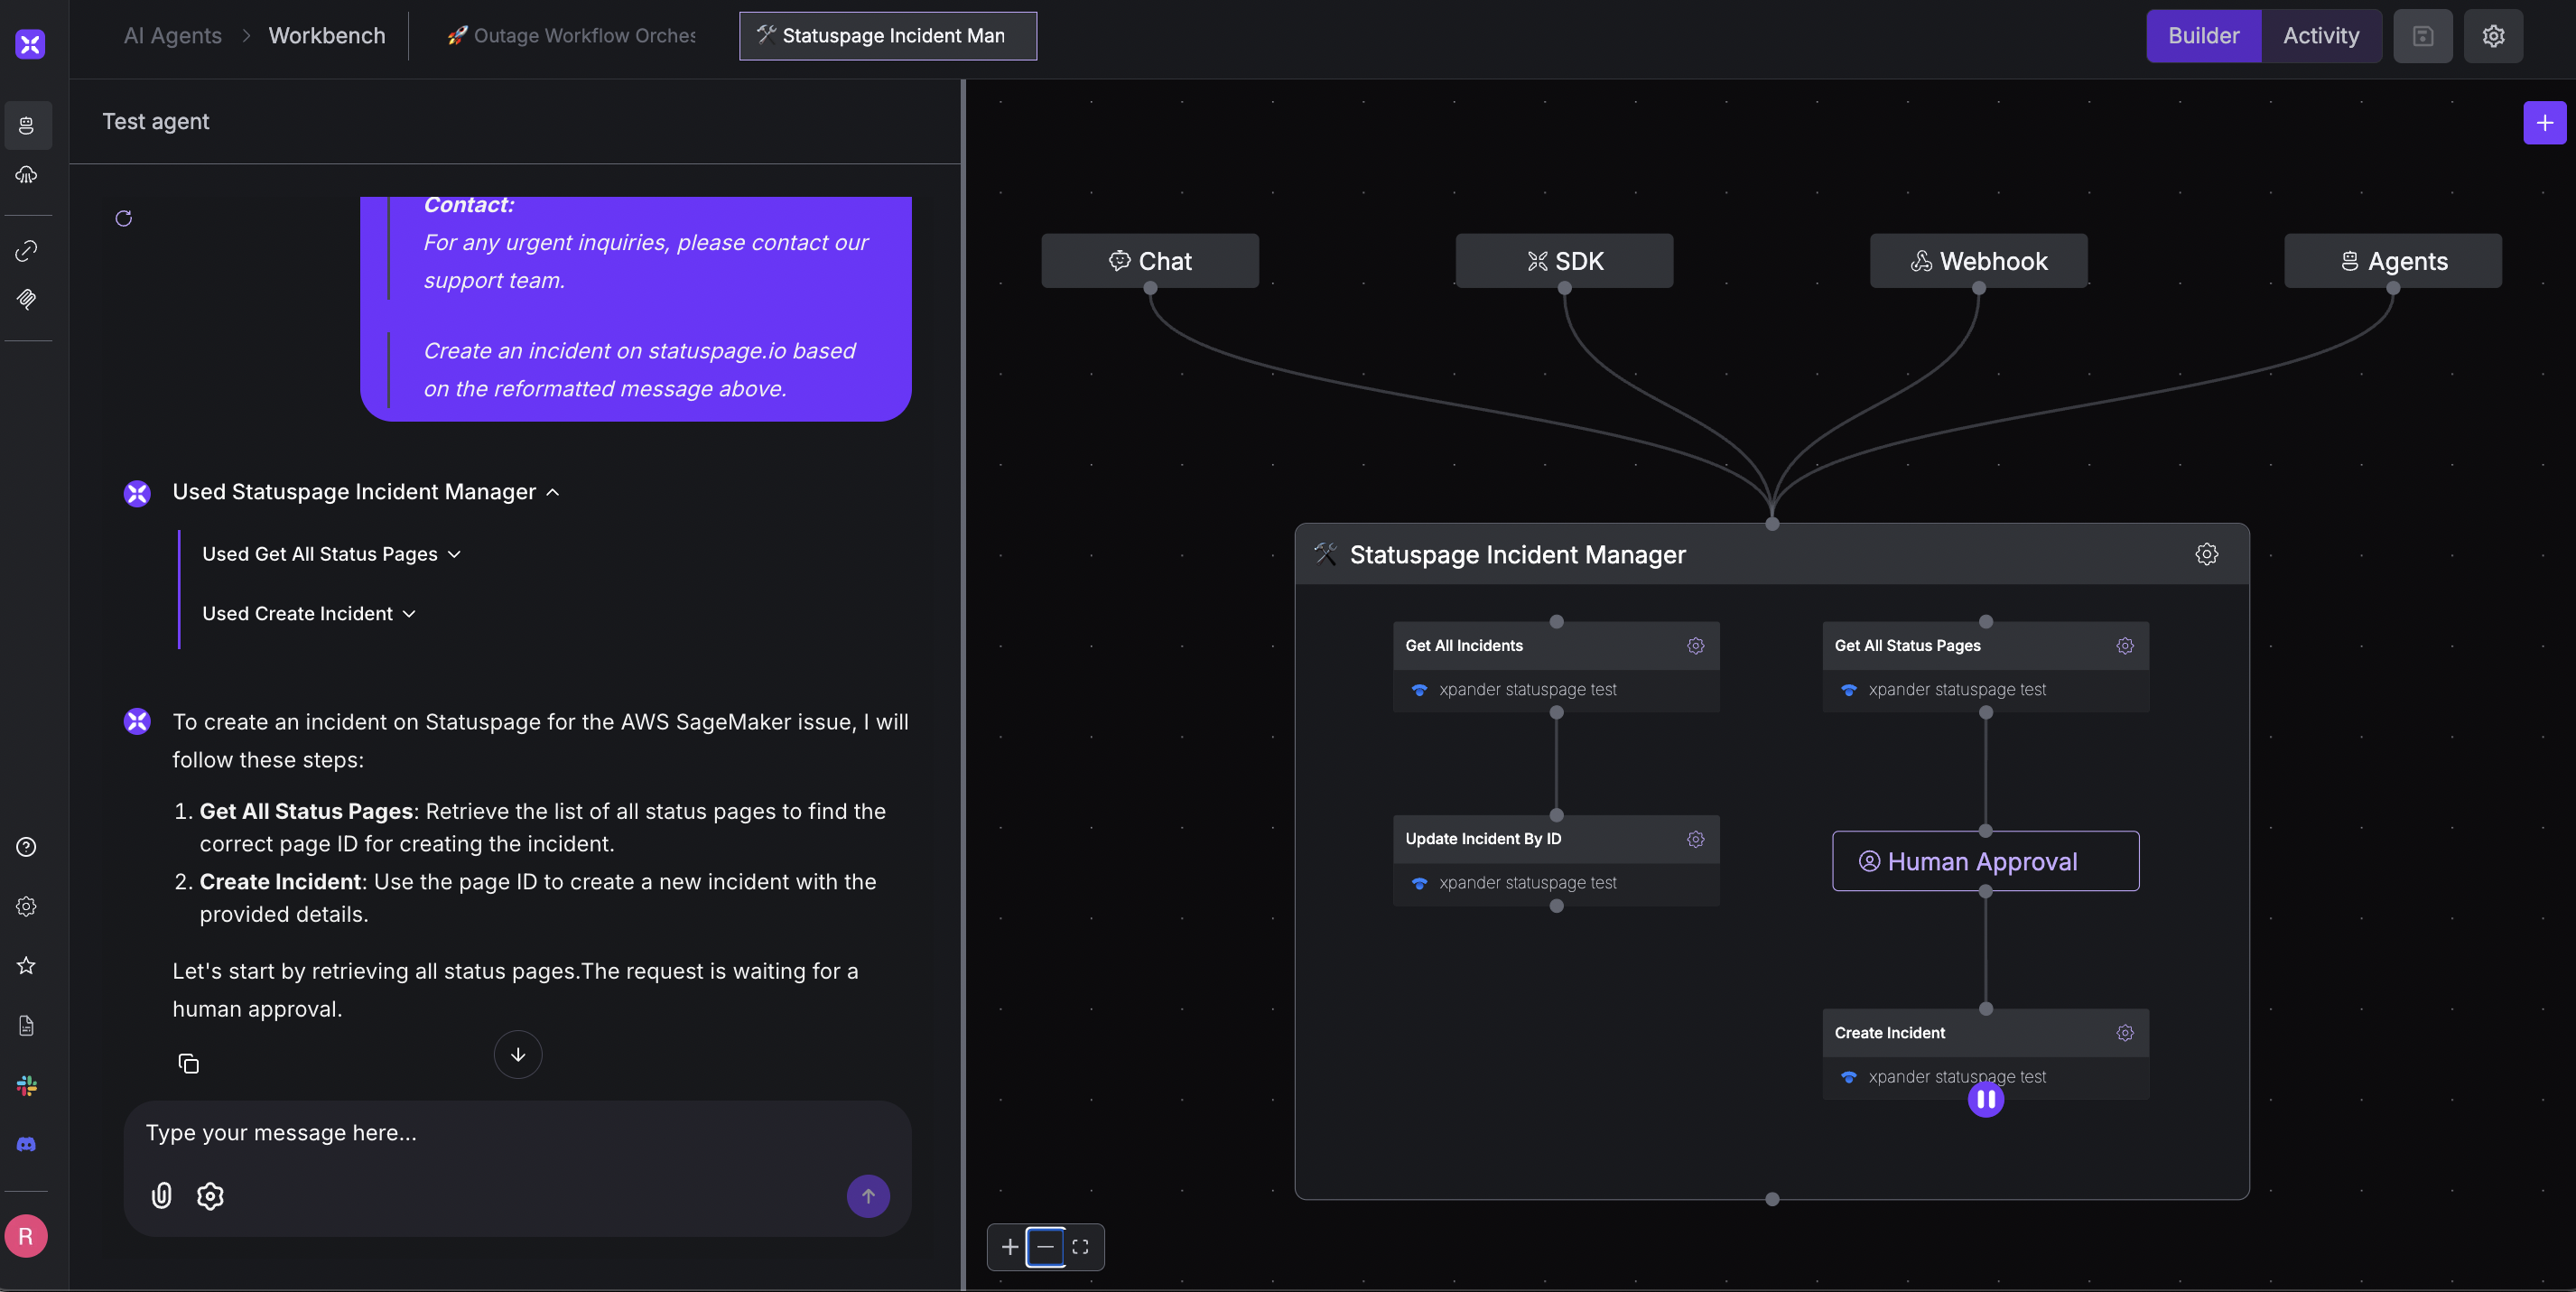 AI Agents > Workbench
🚀 Outage Workflow Orches
🛠 Statuspage Incident Man
Builder
Activity
Test agent
Contact:
For any urgent inquiries, please contact our
support team.
Create an incident on statuspage.io based
on the reformatted message above.
Used Statuspage Incident Manager
Used Get All Status Pages
Used Create Incident
To create an incident on Statuspage for the AWS SageMaker issue, I will
follow these steps:
1. Get All Status Pages: Retrieve the list of all status pages to find the
correct page ID for creating the incident.
2. Create Incident: Use the page ID to create a new incident with the
provided details.
Let's start by retrieving all status pages.The request is waiting for a
human approval.
Type your message here...
R
Chat
SDK
Webhook
Agents
🛠 Statuspage Incident Manager
Get All Incidents
xpander statuspage test
Get All Status Pages
xpander statuspage test
Update Incident By ID
xpander statuspage test
Human Approval
Create Incident
xpander statuspage test